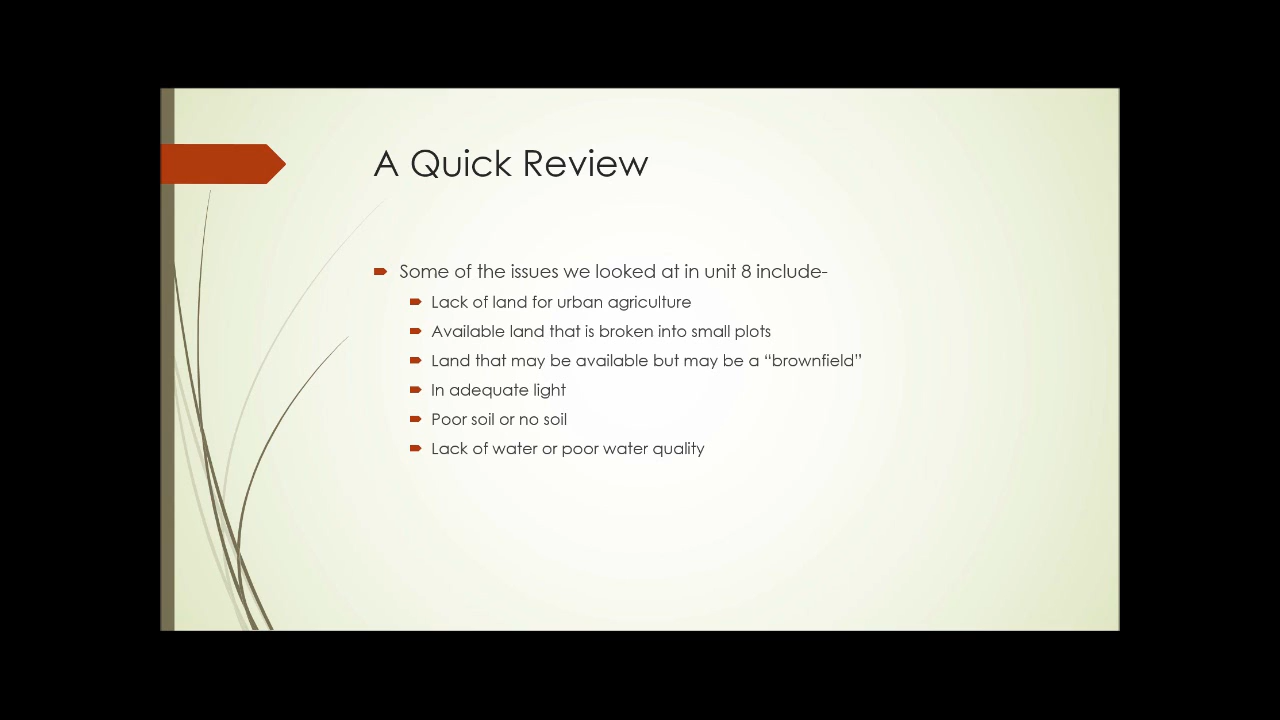 A Quick Review
Some of the issues we looked at in unit 8 include-
Lack of land for urban agriculture
Available land that is broken into small plots
Land that may be available but may be a “brownfield”
In adequate light
Poor soil or no soil
Lack of water or poor water quality